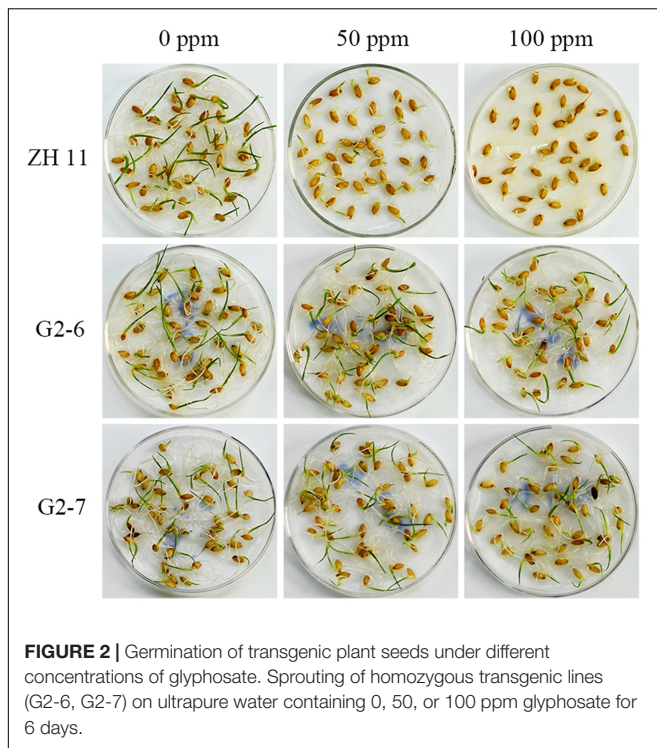 0 ppm 50 ppm 100 ppm
ZH 11
G2-6
G2-7
FIGURE 2 | Germination of transgenic plant seeds under different
concentrations of glyphosate. Sprouting of homozygous transgenic lines
(G2-6, G2-7) on ultrapure water containing 0, 50, or 100 ppm glyphosate for
6 days.